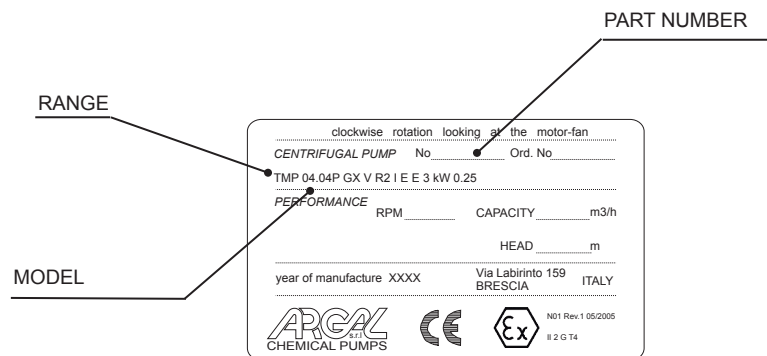 PART NUMBER
RANGE
clockwise rotation looking at the motor-fan
CENTRIFUGAL PUMP No Ord. No
TMP 04.04P GX V R2 I E E 3 kW 0.25
PERFORMANCE
RPM CAPACITY m3/h
HEAD m
MODEL
year of manufacture XXXX Via Labirinto 159 BRESCIA ITALY
ARGAL s.r.l
CHEMICAL PUMPS
CE
Ex
N01 Rev.1 05/2005
II 2 G T4